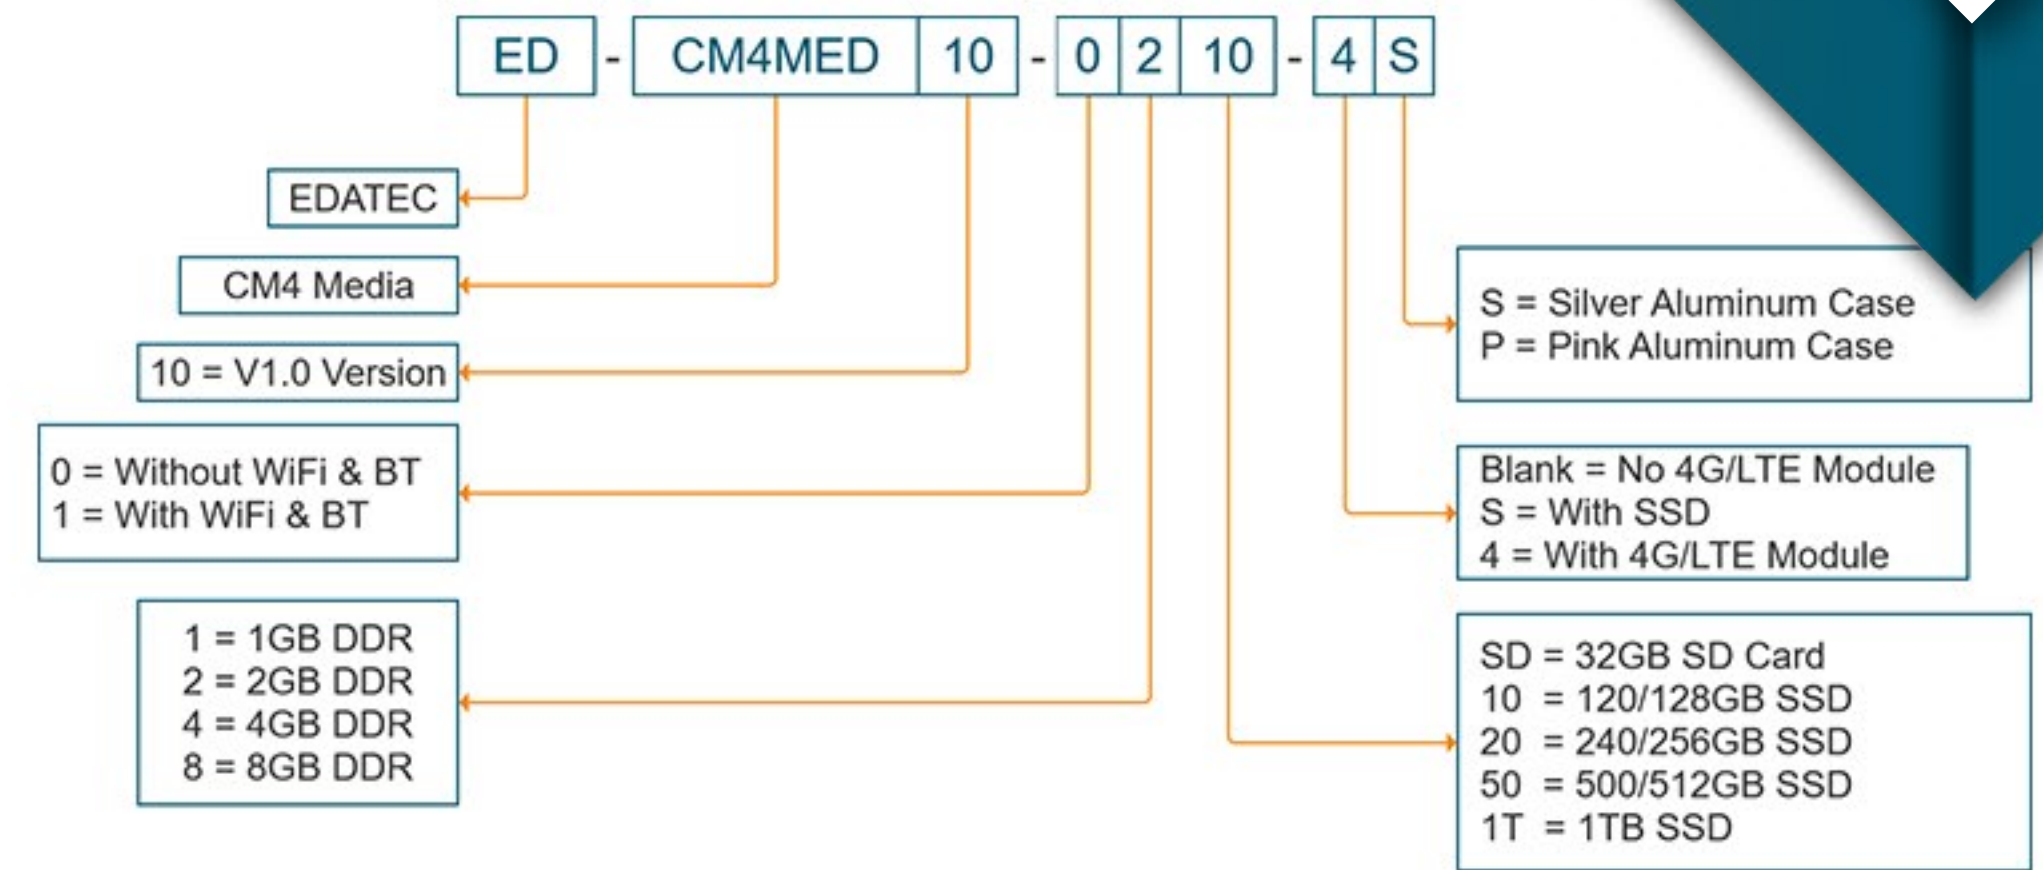 ED - CM4MED 10 - 0 2 10 - 4 S
EDATEC
CM4 Media
10 = V1.0 Version
0 = Without WiFi & BT
1 = With WiFi & BT
1 = 1GB DDR
2 = 2GB DDR
4 = 4GB DDR
8 = 8GB DDR
S = Silver Aluminum Case
P = Pink Aluminum Case
Blank = No 4G/LTE Module
S = With SSD
4 = With 4G/LTE Module
SD = 32GB SD Card
10 = 120/128GB SSD
20 = 240/256GB SSD
50 = 500/512GB SSD
1T = 1TB SSD